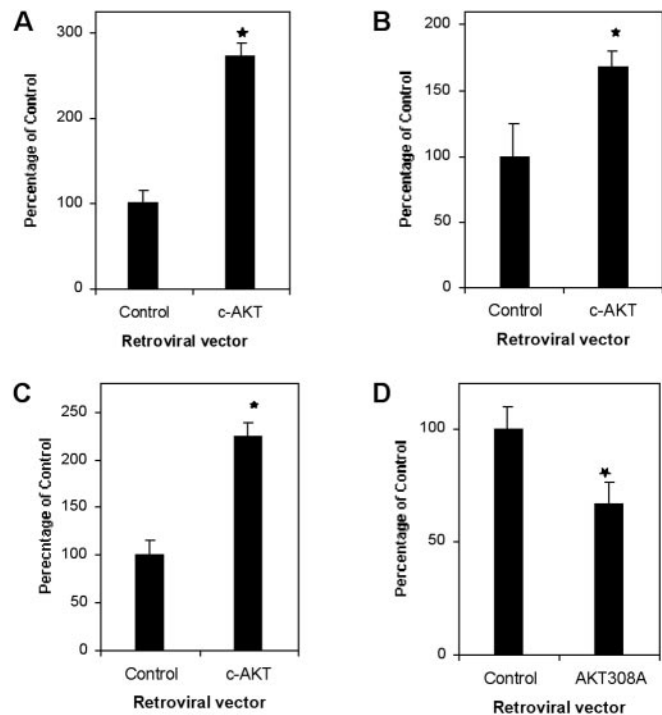 A
Percentage of Control
300
200
100
0
Control c-AKT
Retroviral vector
B
Percentage of Control
200
150
100
50
0
Control c-AKT
Retroviral vector
C
Perecntage of Control
250
200
150
100
50
0
Control c-AKT
Retroviral vector
D
Percentage of Control
100
50
0
Control AKT308A
Retroviral vector